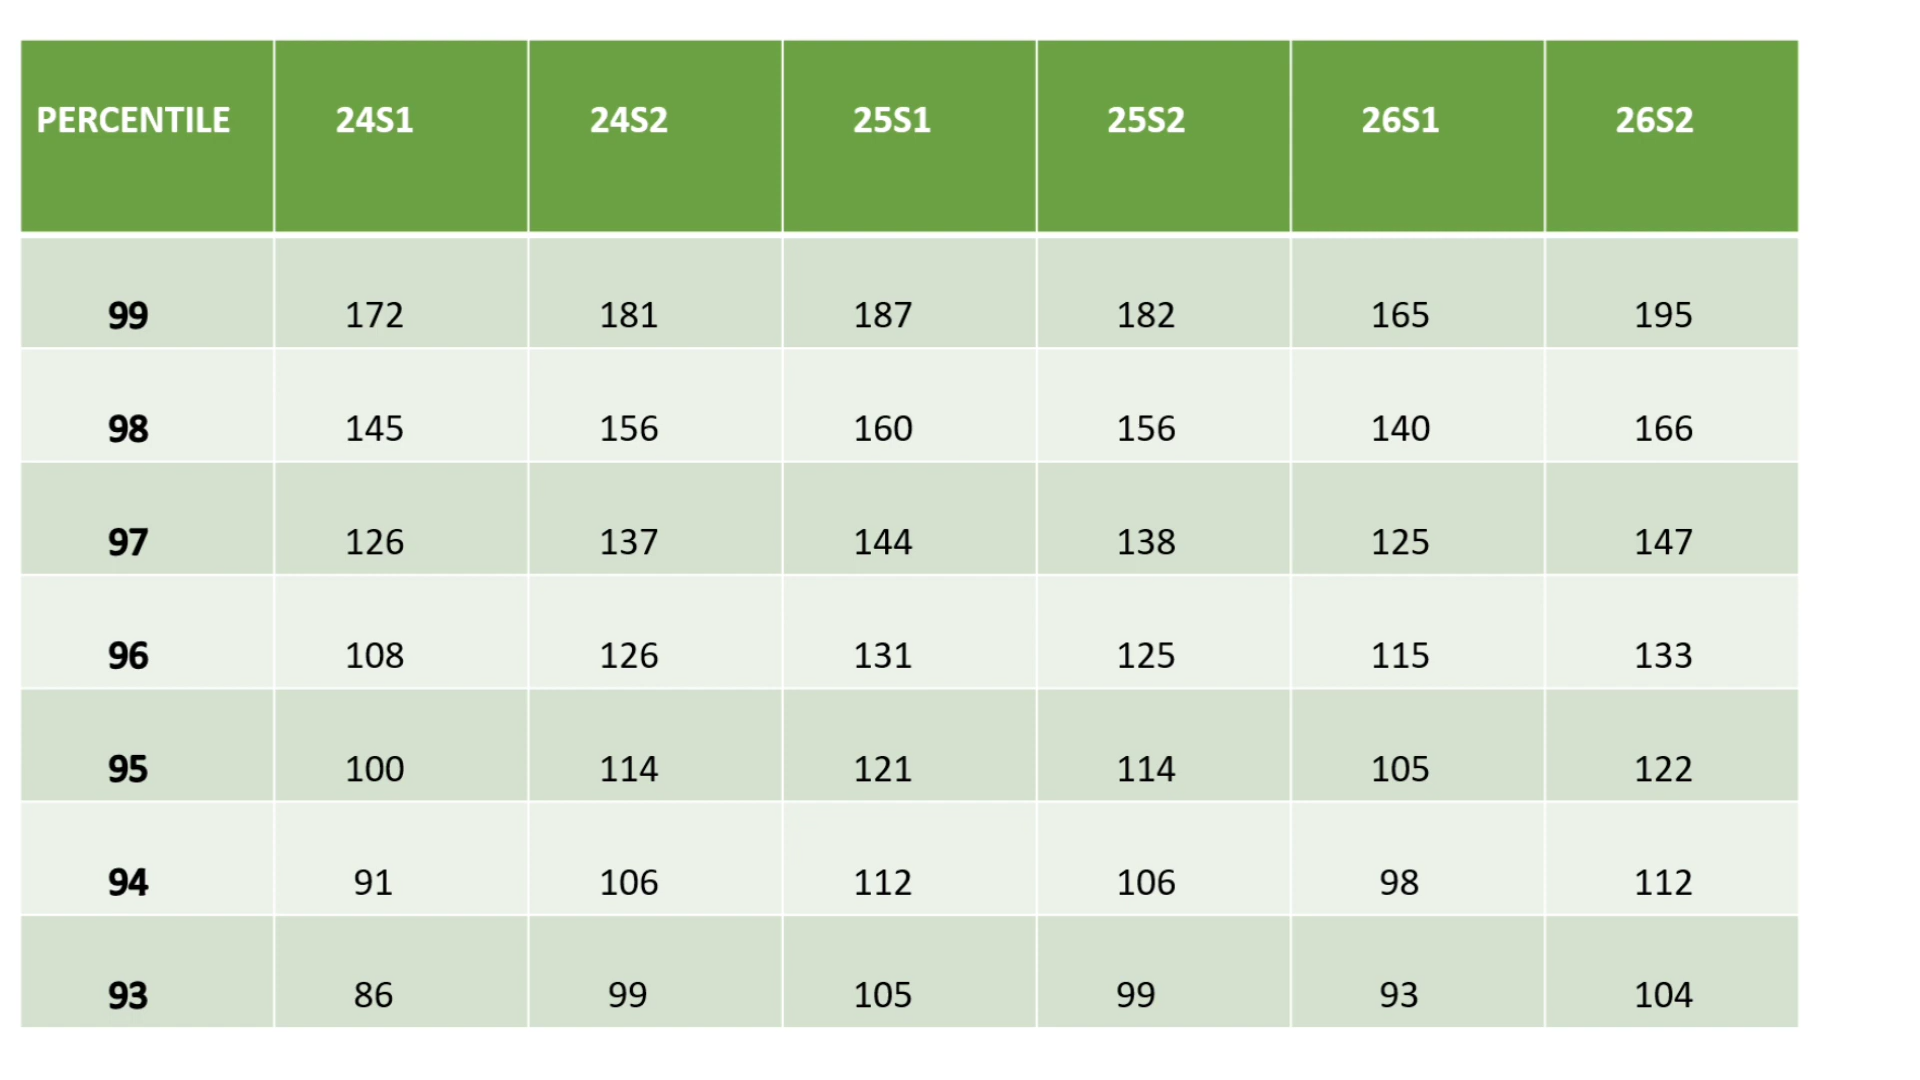 PERCENTILE 24S1 24S2 25S1 25S2 26S1 26S2
99 172 181 187 182 165 195
98 145 156 160 156 140 166
97 126 137 144 138 125 147
96 108 126 131 125 115 133
95 100 114 121 114 105 122
94 91 106 112 106 98 112
93 86 99 105 99 93 104